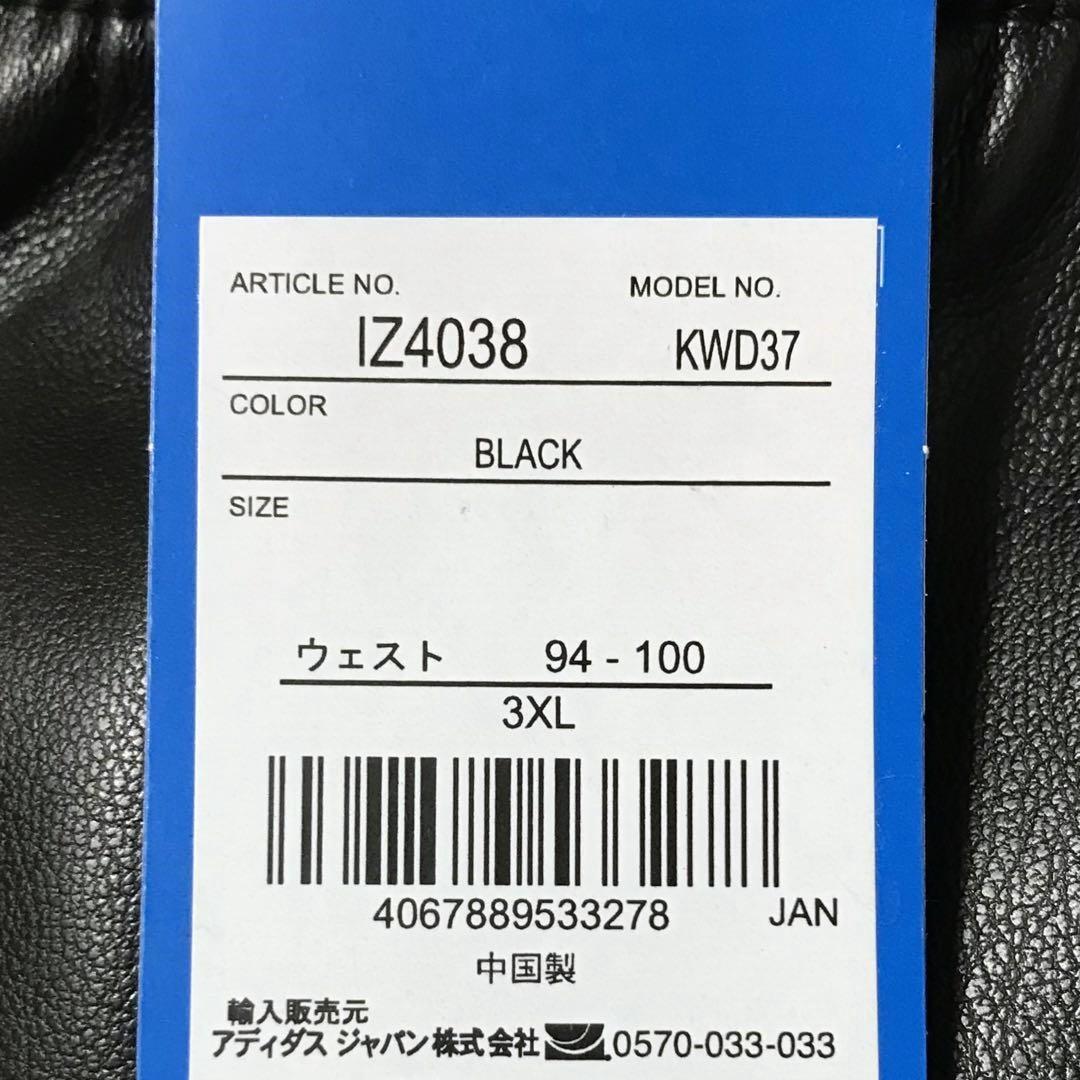 ARTICLE NO. MODEL NO.
IZ4038 KWD37
COLOR
BLACK
SIZE
ウェスト 94 - 100
3XL
4067889533278 JAN
中国製
輸入販売元
アディダス ジャパン株式会社 0570-033-033